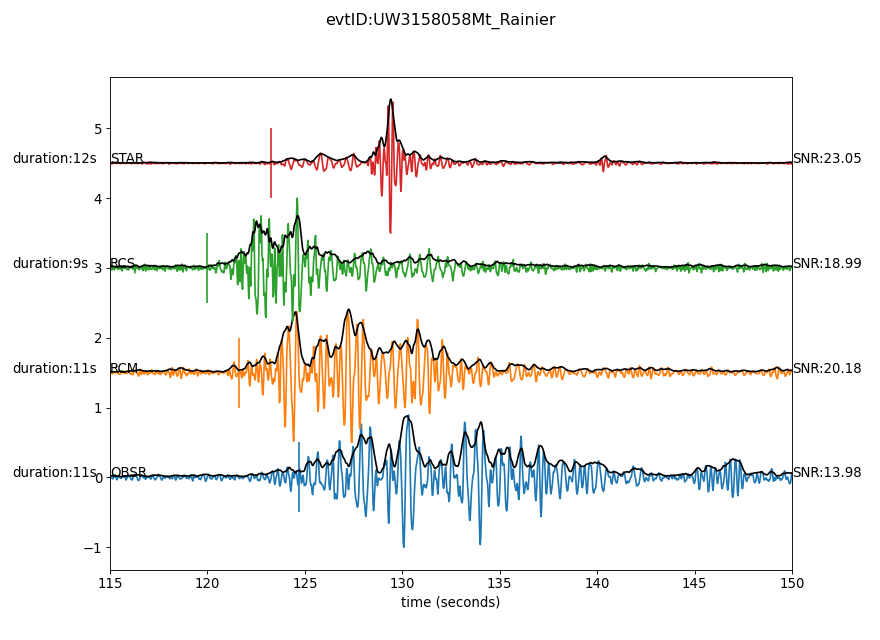 evtID:UW3158058Mt_Rainier
5
duration:12s STAR SNR:23.05
4
duration:9s RCS SNR:18.99
3
2
duration:11s RCM SNR:20.18
1
duration:11s OBSR SNR:13.98
0
−1
115 120 125 130 135 140 145 150
time (seconds)